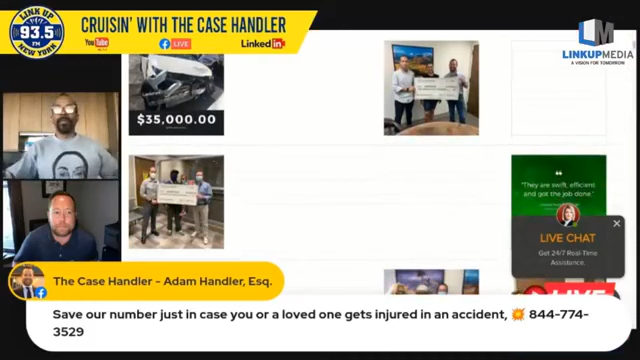 LINK UP
93.5
FM
NEW YORK
CRUISIN' WITH THE CASE HANDLER
YouTube
LIVE
LinkedIn
LINKUPMEDIA
A VISION FOR TOMORROW
$35,000.00
"They are swift, efficient
and got the job done."
LIVE CHAT
Get 24/7 Real-Time
Assistance.
LIVE
The Case Handler - Adam Handler, Esq.
Save our number just in case you or a loved one gets injured in an accident, 💥 844-774-
3529